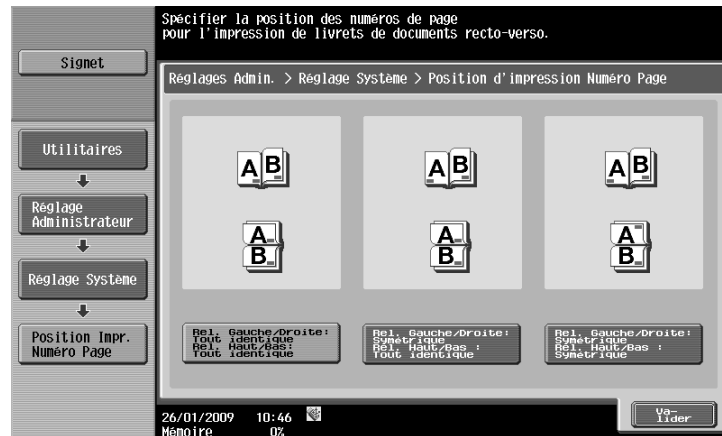 Spécifier la position des numéros de page
pour l'impression de livrets de documents recto-verso.
Signet
Réglages Admin. > Réglage Système > Position d'impression Numéro Page
Utilitaires
Réglage
Administrateur
Réglage Système
Position Impr.
Numéro Page
A B
A B
A B
A
B
A
B
A
B
Rel. Gauche/Droite:
Tout identique
Rel. Haut/Bas:
Tout identique
Rel. Gauche/Droite:
Symétrique
Rel. Haut/Bas :
Tout identique
Rel. Gauche/Droite:
Symétrique
Rel. Haut/Bas :
Symétrique
26/01/2009 10:46
Mémoire 0%
Va-
lider